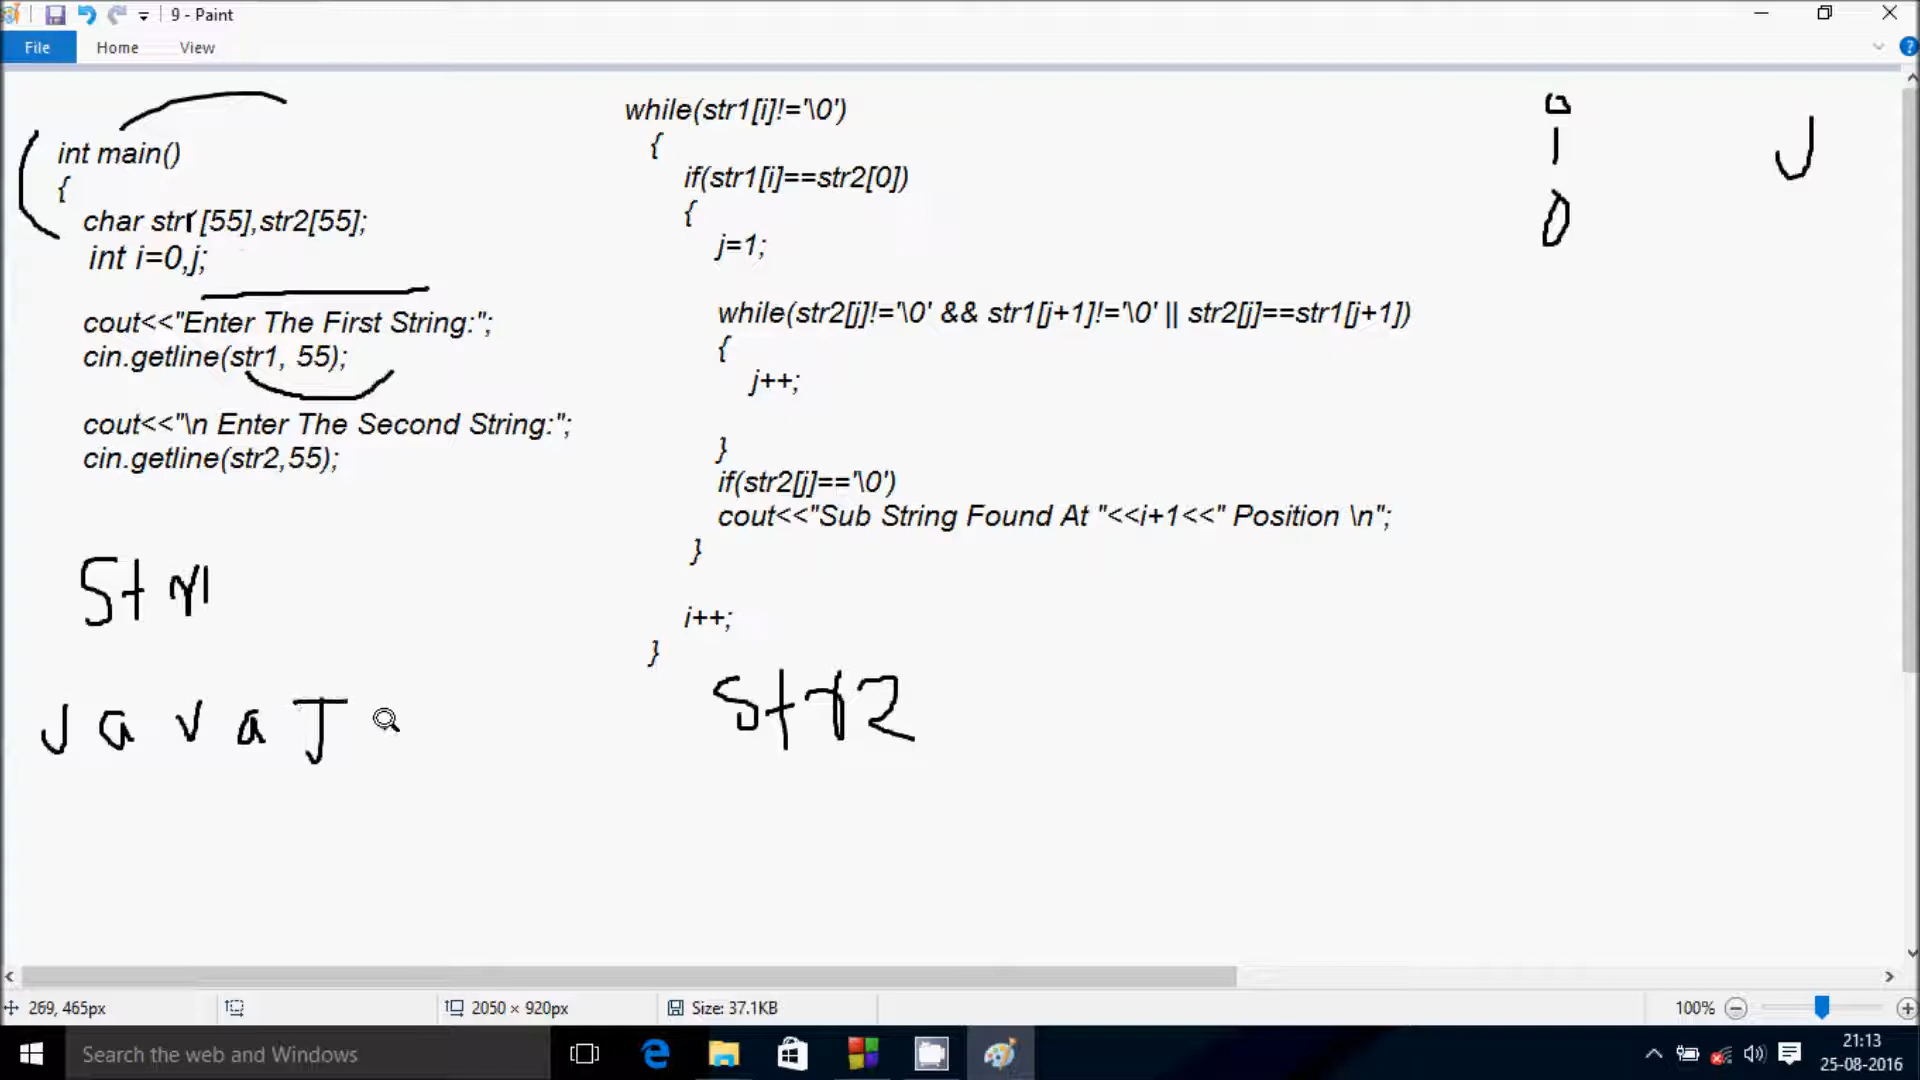 9 - Paint
File Home View
int main()
{
char str1 [55],str2[55];
int i=0,j;
cout<<"Enter The First String:";
cin.getline(str1, 55);
cout<<"\n Enter The Second String:";
cin.getline(str2,55);
while(str1[i]!='\0')
{
if(str1[i]==str2[0])
{
j=1;
while(str2[j]!='\0' && str1[j+1]!='\0' || str2[j]==str1[j+1])
{
j++;
}
if(str2[j]=='\0')
cout<<"Sub String Found At "<<i+1<<" Position \n";
}
i++;
}
0
1
0
J
Str1
J a v a J
Str2
269, 465px 2050 × 920px Size: 37.1KB 100%
Search the web and Windows
21:13
25-08-2016